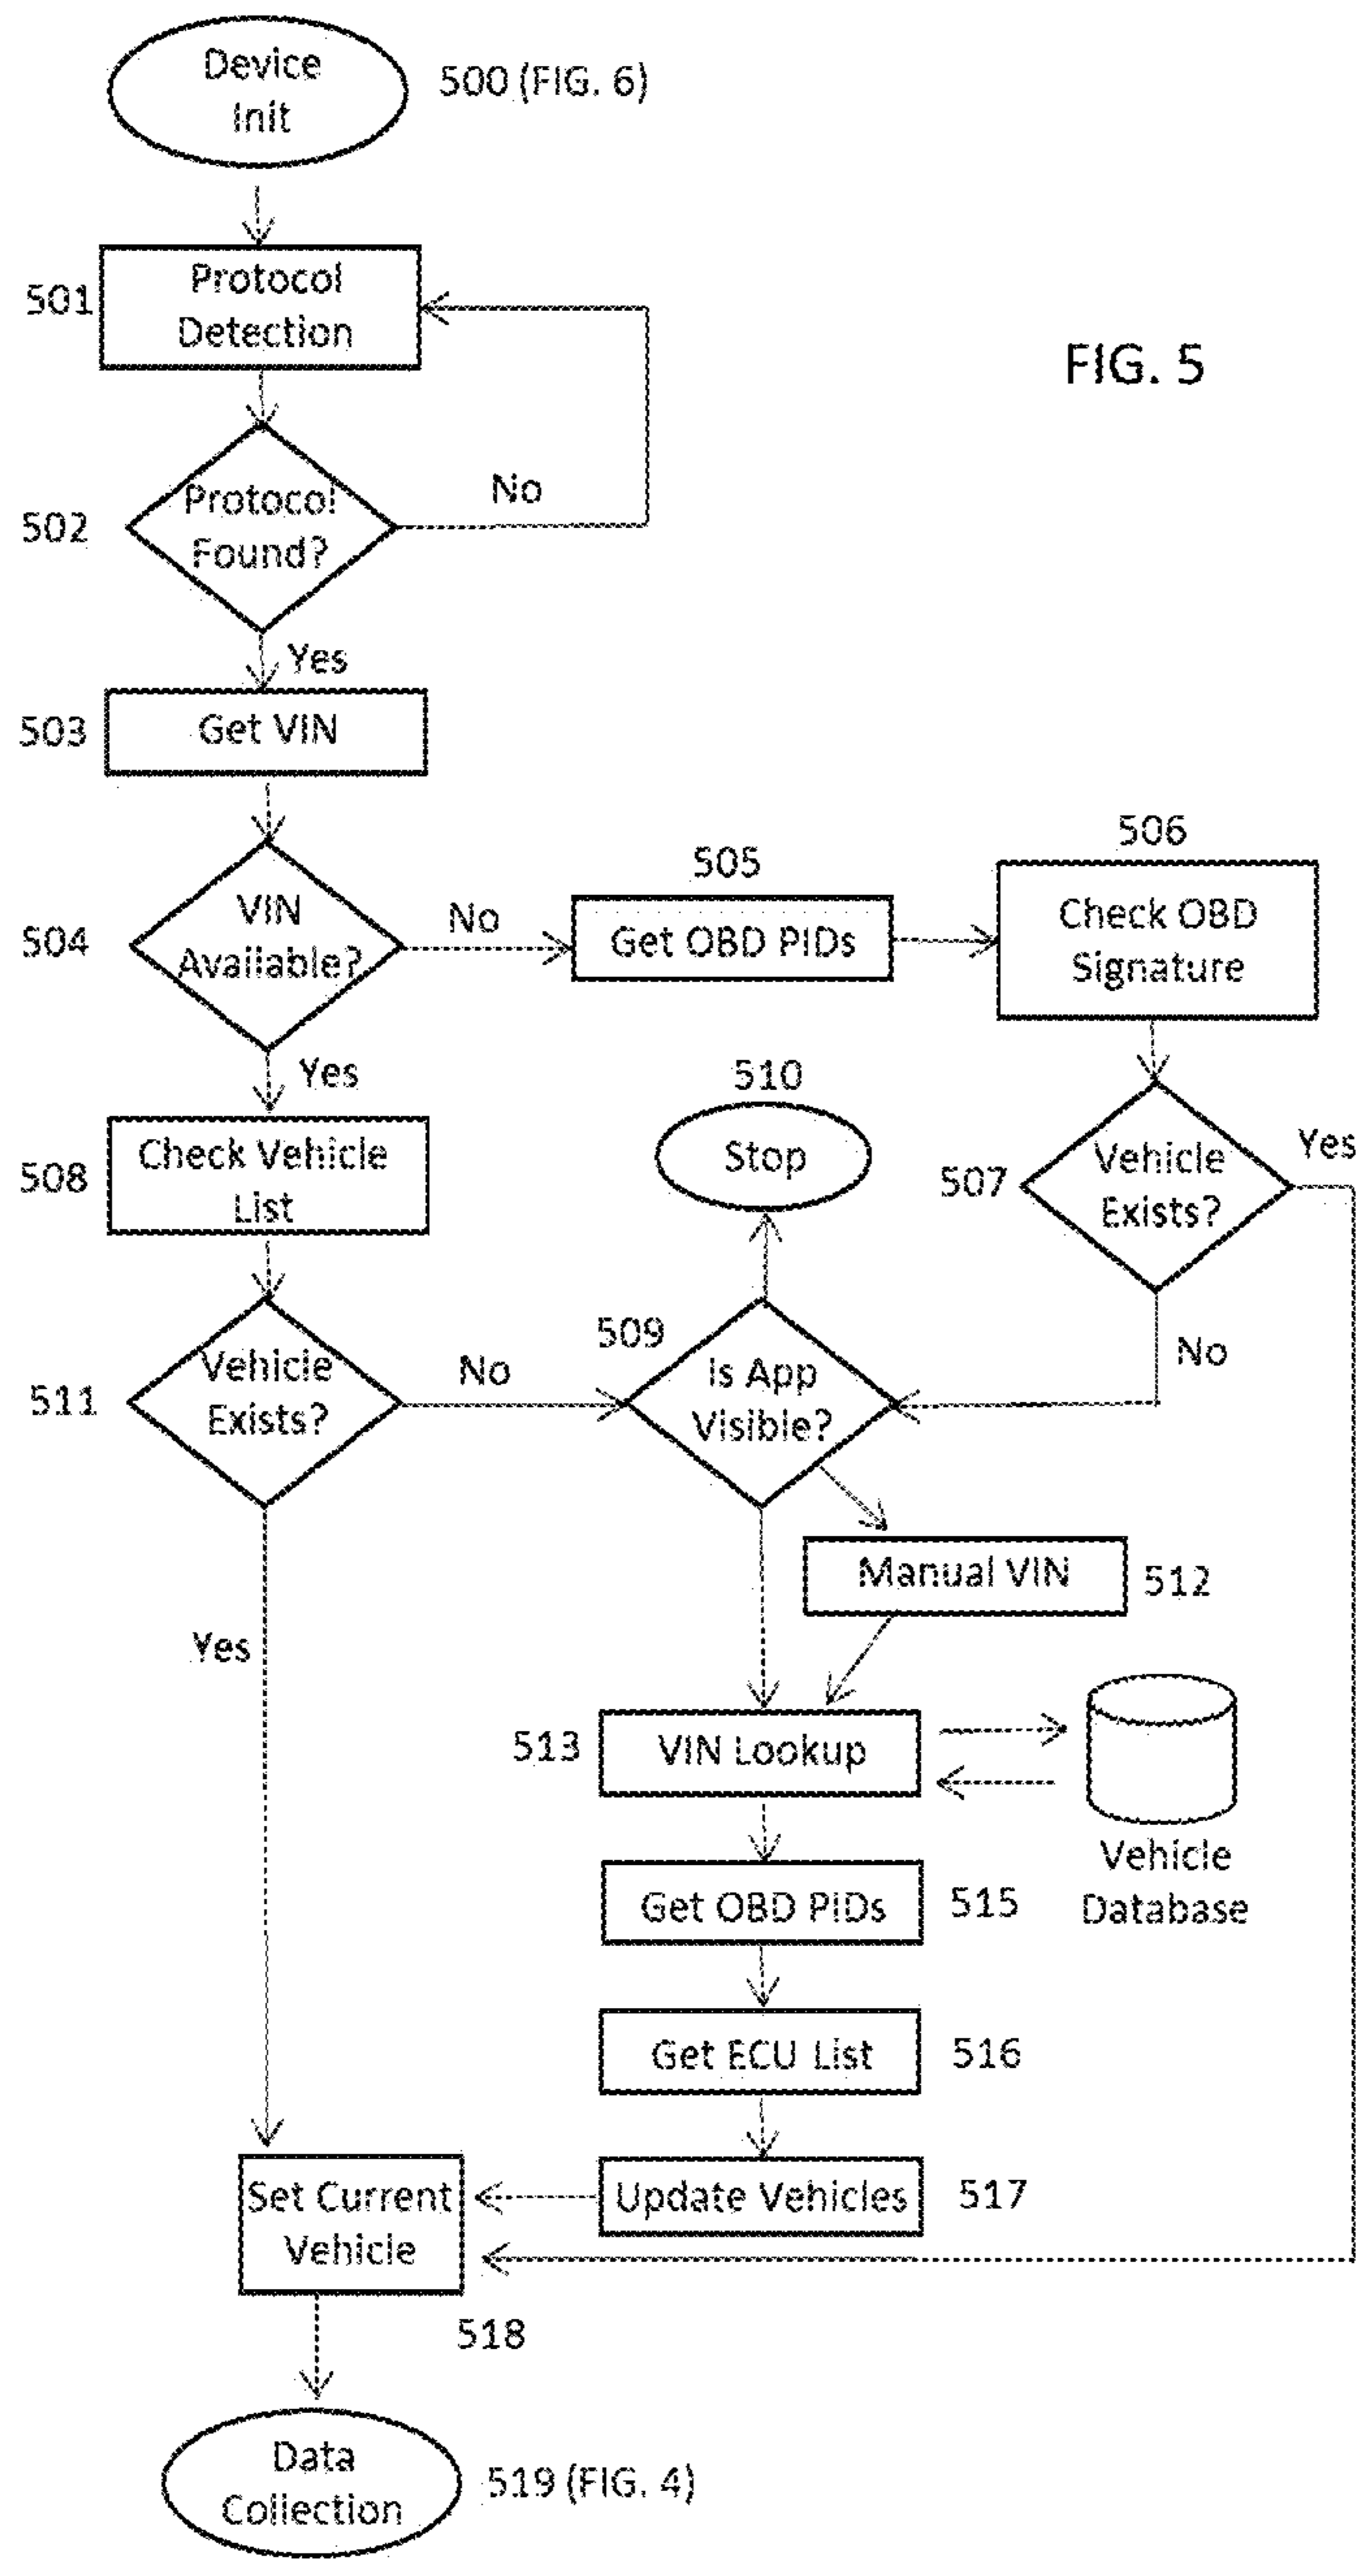 Device
Init
500 (FIG. 6)
501
Protocol
Detection
FIG. 5
502
Protocol
Found?
No
Yes
503
Get VIN
504
VIN
Available?
No
505
Get OBD PIDs
506
Check OBD
Signature
Yes
508
Check Vehicle
List
510
Stop
507
Vehicle
Exists?
Yes
No
511
Vehicle
Exists?
No
509
Is App
Visible?
Manual VIN
512
Yes
513
VIN Lookup
Vehicle
Database
Get OBD PIDs
515
Get ECU List
516
Set Current
Vehicle
Update Vehicles
517
518
Data
Collection
519 (FIG. 4)